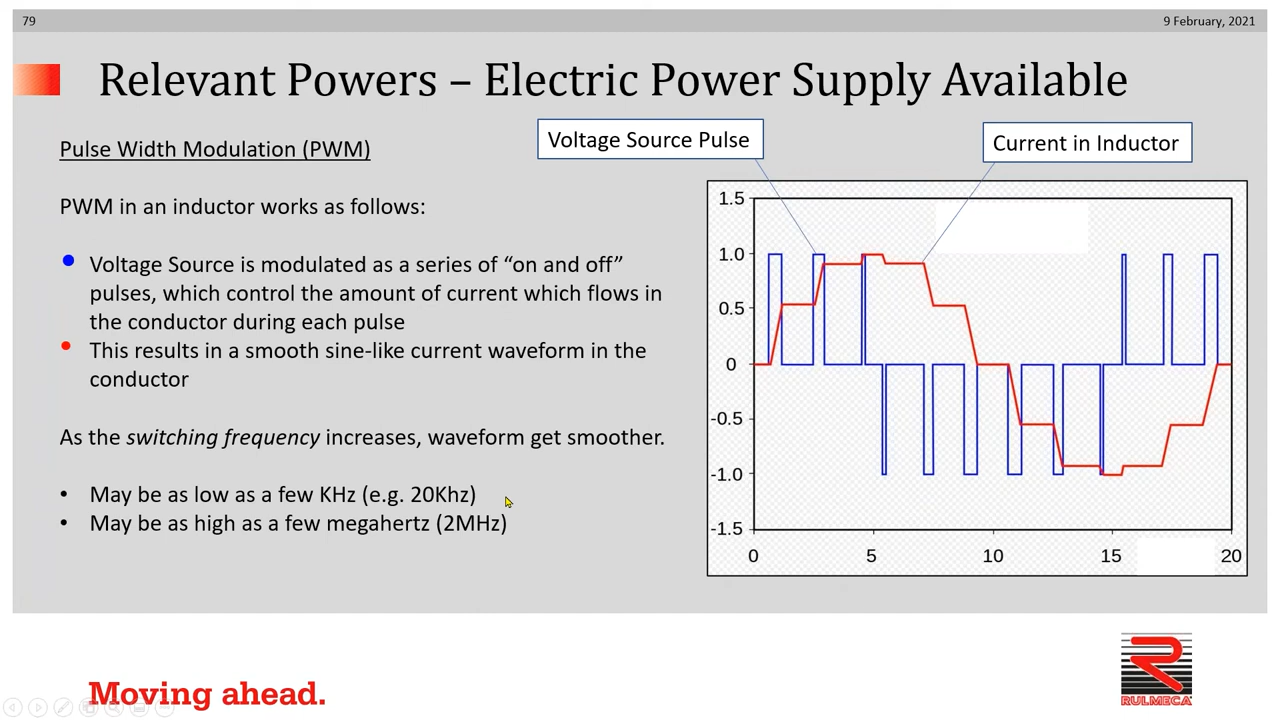 79
9 February, 2021
Relevant Powers – Electric Power Supply Available
Pulse Width Modulation (PWM)
PWM in an inductor works as follows:
Voltage Source is modulated as a series of “on and off”
pulses, which control the amount of current which flows in
the conductor during each pulse
This results in a smooth sine-like current waveform in the
conductor
As the switching frequency increases, waveform get smoother.
• May be as low as a few KHz (e.g. 20Khz)
• May be as high as a few megahertz (2MHz)
Voltage Source Pulse
Current in Inductor
1.5
1.0
0.5
0
-0.5
-1.0
-1.5
0 5 10 15 20
Moving ahead.
RULMECA